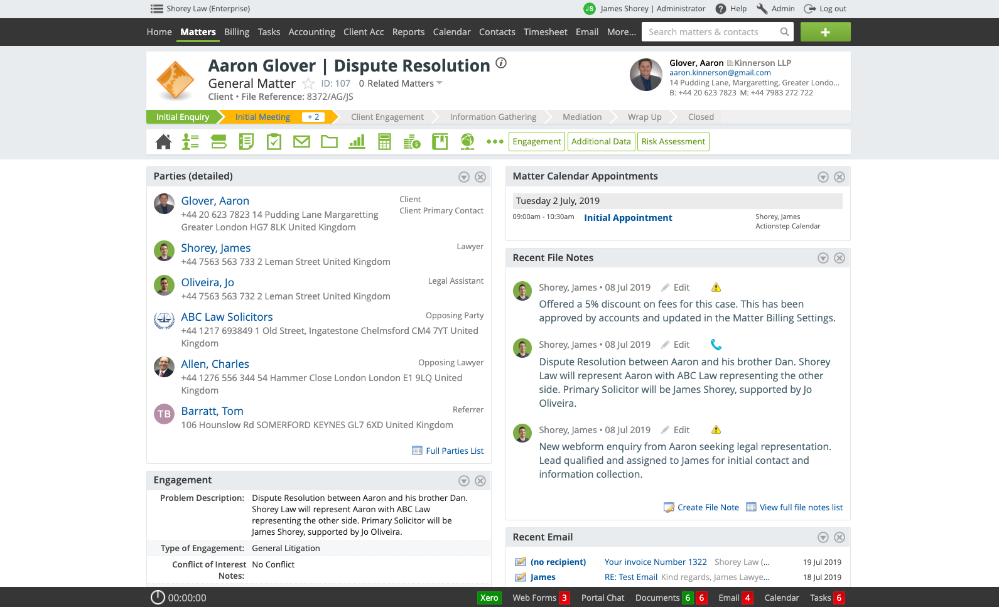 Shorey Law (Enterprise)
JS James Shorey | Administrator Help Admin Log out
Home Matters Billing Tasks Accounting Client Acc Reports Calendar Contacts Timesheet Email More... Search matters & contacts
Aaron Glover | Dispute Resolution
General Matter ID: 107 0 Related Matters
Client • File Reference: 8372/AG/JS
Glover, Aaron Kinnerson LLP
aaron.kinnerson@gmail.com
14 Pudding Lane, Margaretting, Greater Londo...
B: +44 20 623 7823 M: +44 7983 272 722
Initial Enquiry Initial Meeting + 2 Client Engagement Information Gathering Mediation Wrap Up Closed
Engagement Additional Data Risk Assessment
Parties (detailed)
Glover, Aaron Client
Client Primary Contact
+44 20 623 7823 14 Pudding Lane Margaretting
Greater London HG7 8LK United Kingdom
Shorey, James Lawyer
+44 7563 563 733 2 Leman Street United Kingdom
Oliveira, Jo Legal Assistant
+44 7563 563 732 2 Leman Street United Kingdom
ABC Law Solicitors Opposing Party
+44 1217 693849 1 Old Street, Ingatestone Chelmsford CM4 7YT United
Kingdom
Allen, Charles Opposing Lawyer
+44 1276 556 344 54 Hammer Close London London E1 9LQ United
Kingdom
TB Barratt, Tom Referrer
106 Hounslow Rd SOMERFORD KEYNES GL7 6XD United Kingdom
Full Parties List
Engagement
Problem Description: Dispute Resolution between Aaron and his brother Dan.
Shorey Law will represent Aaron with ABC Law
representing the other side. Primary Solicitor will be
James Shorey, supported by Jo Oliveira.
Type of Engagement: General Litigation
Conflict of Interest No Conflict
Notes:
Matter Calendar Appointments
Tuesday 2 July, 2019
09:00am - 10:30am Initial Appointment Shorey, James
Actionstep Calendar
Recent File Notes
Shorey, James • 08 Jul 2019 Edit
Offered a 5% discount on fees for this case. This has been
approved by accounts and updated in the Matter Billing Settings.
Shorey, James • 08 Jul 2019 Edit
Dispute Resolution between Aaron and his brother Dan. Shorey
Law will represent Aaron with ABC Law representing the other
side. Primary Solicitor will be James Shorey, supported by Jo
Oliveira.
Shorey, James • 08 Jul 2019 Edit
New webform enquiry from Aaron seeking legal representation.
Lead qualified and assigned to James for initial contact and
information collection.
Create File Note View full file notes list
Recent Email
(no recipient) Your invoice Number 1322 Shorey Law (... 19 Jul 2019
James RE: Test Email Kind regards, James Lawye... 18 Jul 2019
00:00:00 Xero Web Forms 3 Portal Chat Documents 6 6 Email 4 Calendar Tasks 6